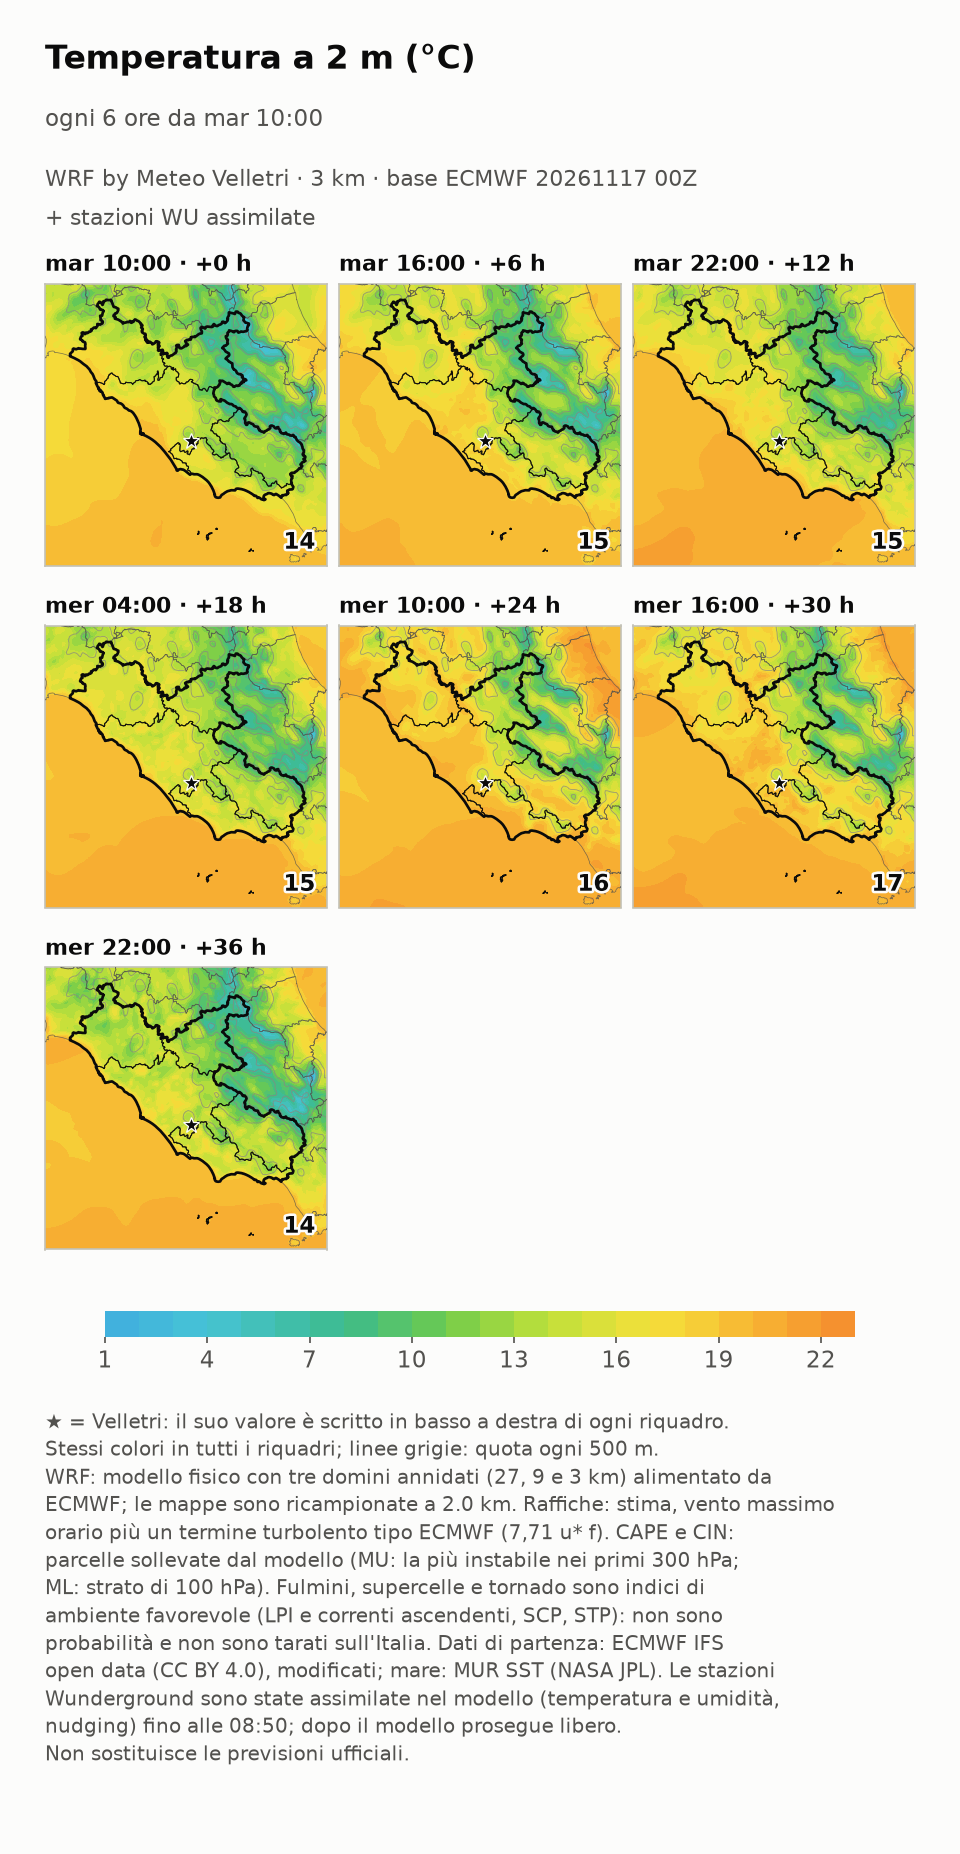 Temperatura a 2 m (°C)
ogni 6 ore da mar 10:00
WRF by Meteo Velletri · 3 km · base ECMWF 20261117 00Z
+ stazioni WU assimilate
mar 10:00 · +0 h
mar 16:00 · +6 h
mar 22:00 · +12 h
14
15
15
mer 04:00 · +18 h
mer 10:00 · +24 h
mer 16:00 · +30 h
15
16
17
mer 22:00 · +36 h
14
1 4 7 10 13 16 19 22
★ = Velletri: il suo valore è scritto in basso a destra di ogni riquadro.
Stessi colori in tutti i riquadri; linee grigie: quota ogni 500 m.
WRF: modello fisico con tre domini annidati (27, 9 e 3 km) alimentato da
ECMWF; le mappe sono ricampionate a 2.0 km. Raffiche: stima, vento massimo
orario più un termine turbolento tipo ECMWF (7,71 u* f). CAPE e CIN:
parcelle sollevate dal modello (MU: la più instabile nei primi 300 hPa;
ML: strato di 100 hPa). Fulmini, supercelle e tornado sono indici di
ambiente favorevole (LPI e correnti ascendenti, SCP, STP): non sono
probabilità e non sono tarati sull'Italia. Dati di partenza: ECMWF IFS
open data (CC BY 4.0), modificati; mare: MUR SST (NASA JPL). Le stazioni
Wunderground sono state assimilate nel modello (temperatura e umidità,
nudging) fino alle 08:50; dopo il modello prosegue libero.
Non sostituisce le previsioni ufficiali.